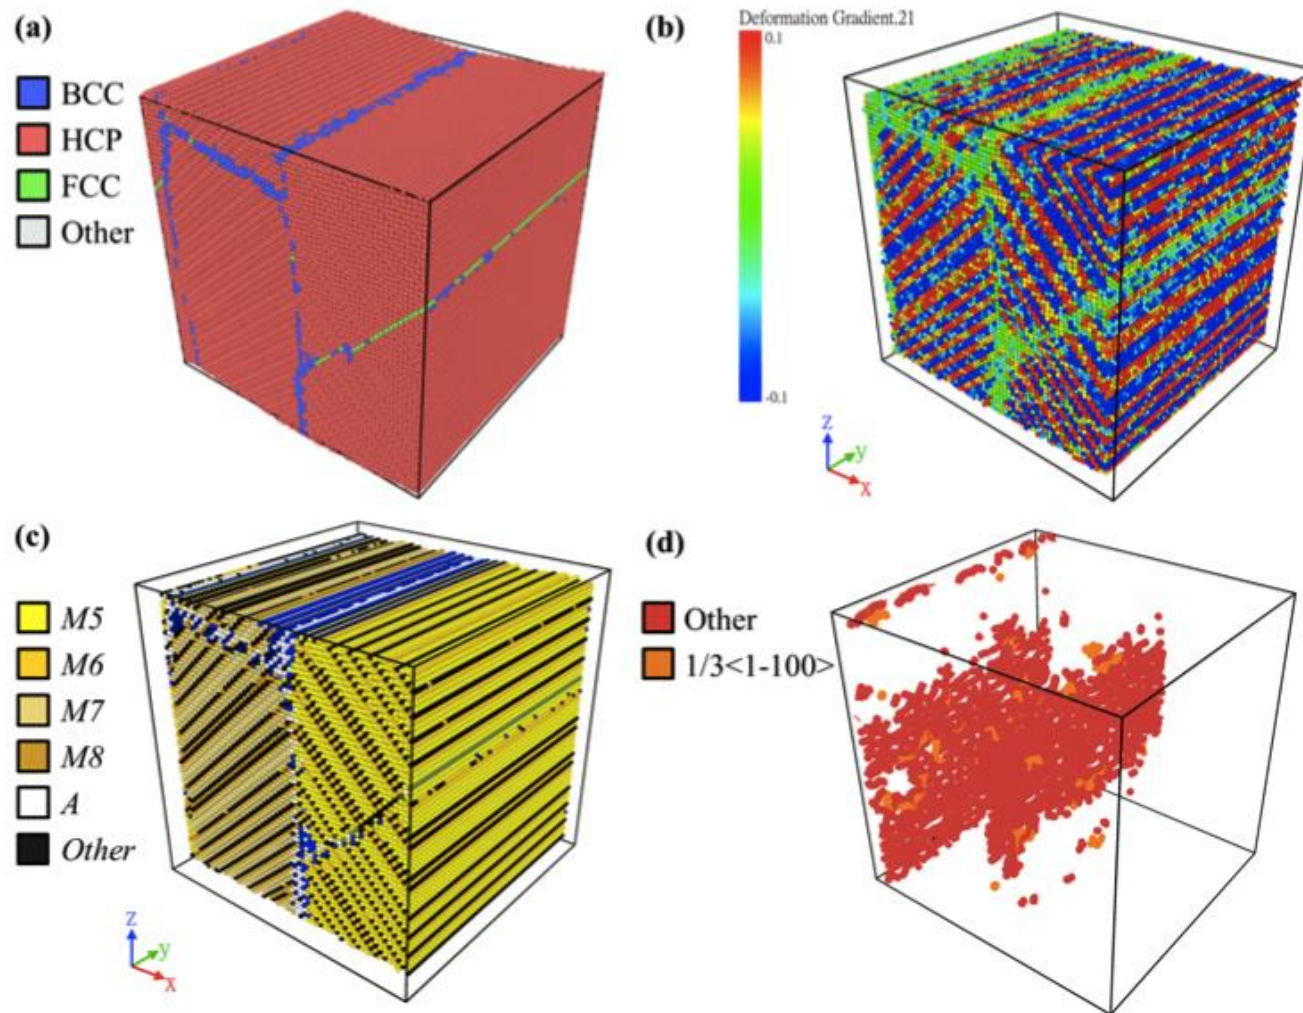 (a)
BCC
HCP
FCC
Other
(b)
Deformation Gradient.21
0.1
-0.1
z
y
x
(c)
M5
M6
M7
M8
A
Other
z
y
x
(d)
Other
1/3<1-100>